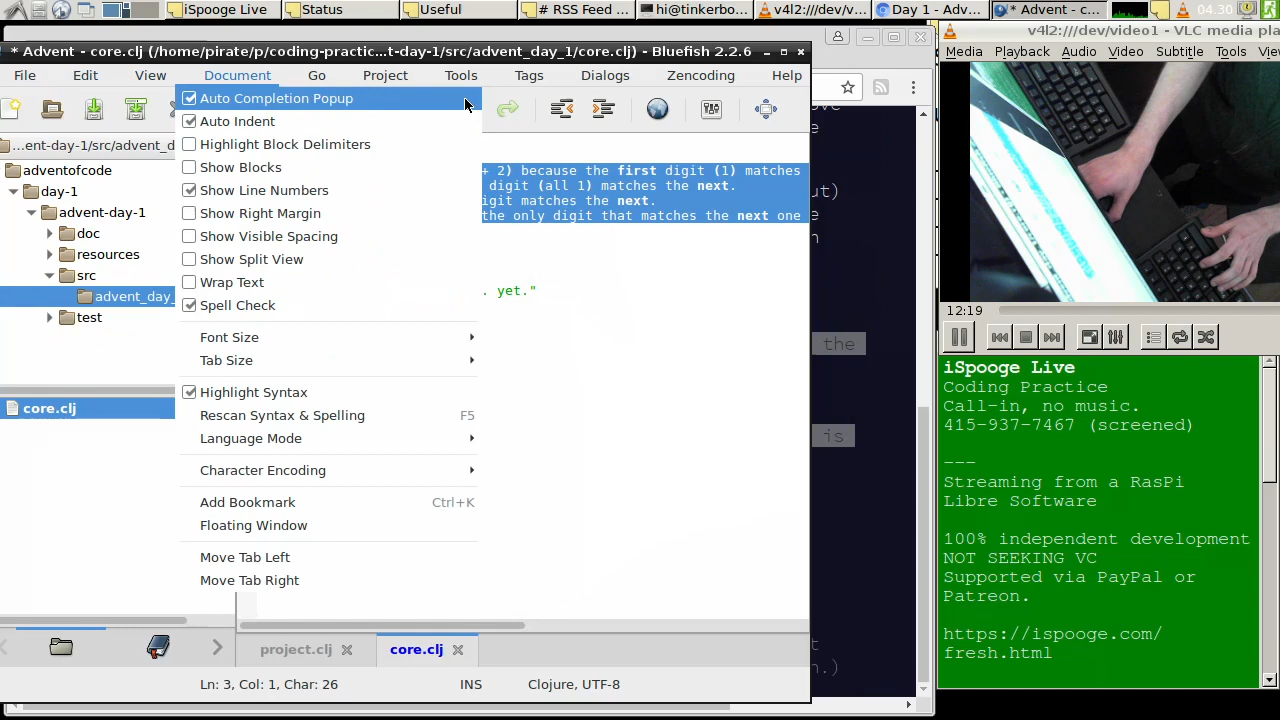 iSpooge Live
Status
Useful
# RSS Feed ...
hi@tinkerbo...
v4l2:///dev/v...
Day 1 - Adv...
* Advent - c...
04.30
* Advent - core.clj (/home/pirate/p/coding-practic...t-day-1/src/advent_day_1/core.clj) - Bluefish 2.2.6
v4l2:///dev/video1 - VLC media pla
File Edit View Document Go Project Tools Tags Dialogs Zencoding Help
Media Playback Audio Video Subtitle Tools
Auto Completion Popup
Auto Indent
Highlight Block Delimiters
Show Blocks
Show Line Numbers
Show Right Margin
Show Visible Spacing
Show Split View
Wrap Text
Spell Check
Font Size
Tab Size
Highlight Syntax
Rescan Syntax & Spelling F5
Language Mode
Character Encoding
Add Bookmark Ctrl+K
Floating Window
Move Tab Left
Move Tab Right
...ent-day-1/src/advent_d
adventofcode
day-1
advent-day-1
doc
resources
src
advent_day_
test
core.clj
+ 2) because the first digit (1) matches
digit (all 1) matches the next.
igit matches the next.
the only digit that matches the next one
. yet."
ut)
e
n
the
is
t
.)
project.clj
core.clj
Ln: 3, Col: 1, Char: 26 INS Clojure, UTF-8
12:19
iSpooge Live
Coding Practice
Call-in, no music.
415-937-7467 (screened)
---
Streaming from a RasPi
Libre Software
100% independent development
NOT SEEKING VC
Supported via PayPal or
Patreon.
https://ispooge.com/
fresh.html